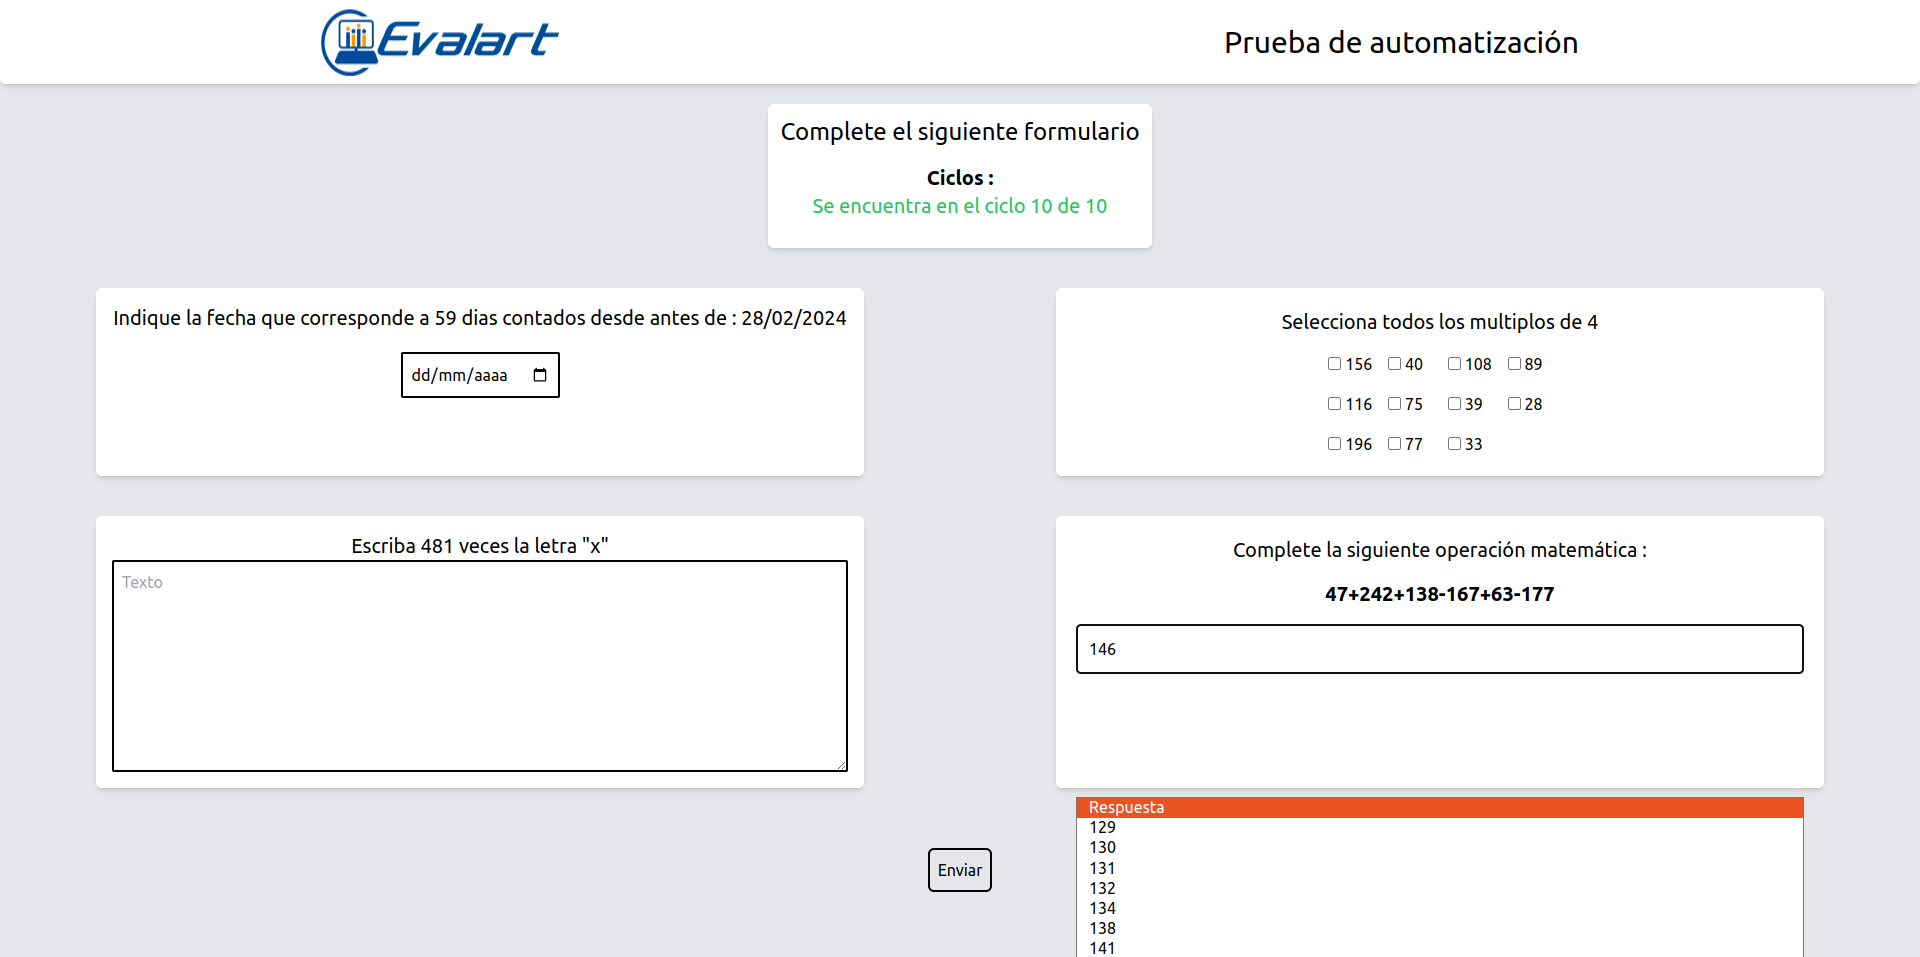 Evalart
Prueba de automatización
Complete el siguiente formulario
Ciclos :
Se encuentra en el ciclo 10 de 10
Indique la fecha que corresponde a 59 dias contados desde antes de : 28/02/2024
dd/mm/aaaa
Selecciona todos los multiplos de 4
156 40 108 89
116 75 39 28
196 77 33
Escriba 481 veces la letra "x"
Texto
Complete la siguiente operación matemática :
47+242+138-167+63-177
146
Respuesta
129
130
131
132
134
138
141
Enviar